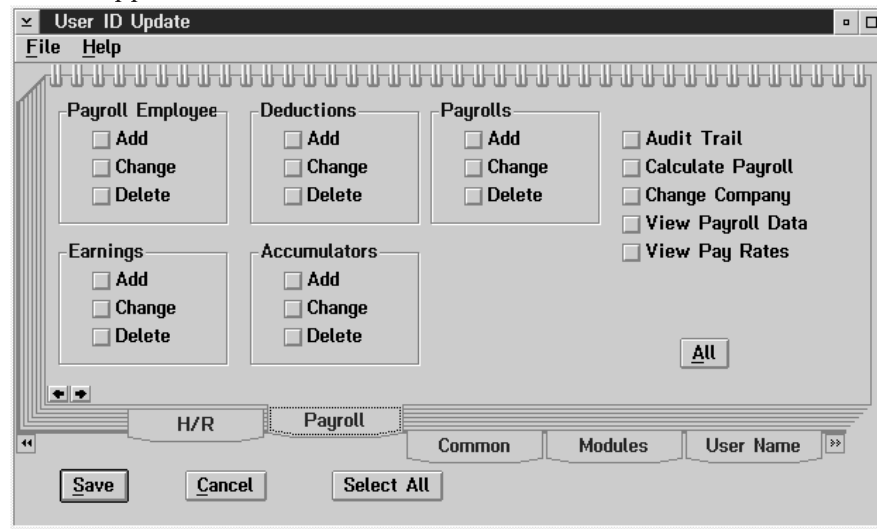 User ID Update
File Help
Payroll Employee Deductions Payrolls
Add Add Add Audit Trail
Change Change Change Calculate Payroll
Delete Delete Delete Change Company
View Payroll Data
Earnings Accumulators View Pay Rates
Add Add
Change Change
Delete Delete
All
H/R Payroll
Common Modules User Name
Save Cancel Select All